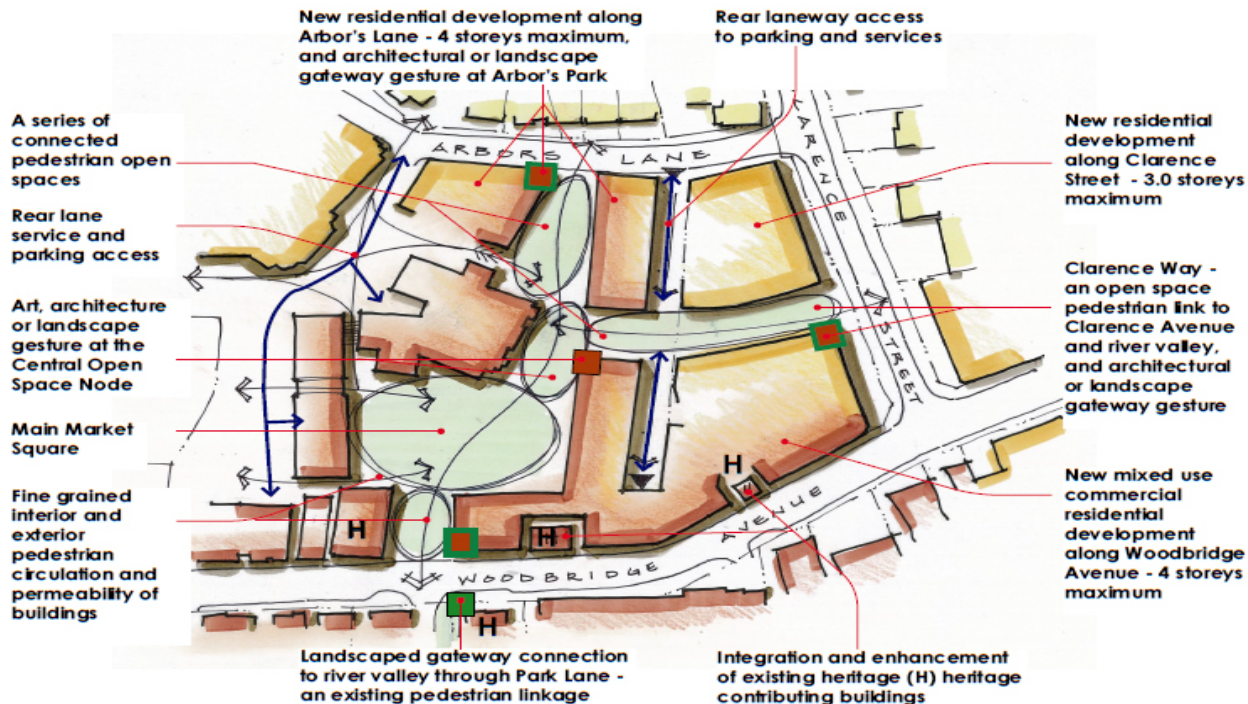 New residential development along
Arbor's Lane - 4 storeys maximum,
and architectural or landscape
gateway gesture at Arbor's Park
Rear laneway access
to parking and services
A series of
connected
pedestrian open
spaces
Rear lane
service and
parking access
Art, architecture
or landscape
gesture at the
Central Open
Space Node
Main Market
Square
Fine grained
interior and
exterior
pedestrian
circulation and
permeability of
buildings
ARBORS LANE
CLARENCE
STREET
H
H
H
WOODBRIDGE
AVENUE
H
New residential
development
along Clarence
Street - 3.0 storeys
maximum
Clarence Way -
an open space
pedestrian link to
Clarence Avenue
and river valley,
and architectural
or landscape
gateway gesture
New mixed use
commercial
residential
development
along Woodbridge
Avenue - 4 storeys
maximum
Landscaped gateway connection
to river valley through Park Lane -
an existing pedestrian linkage
Integration and enhancement
of existing heritage (H) heritage
contributing buildings